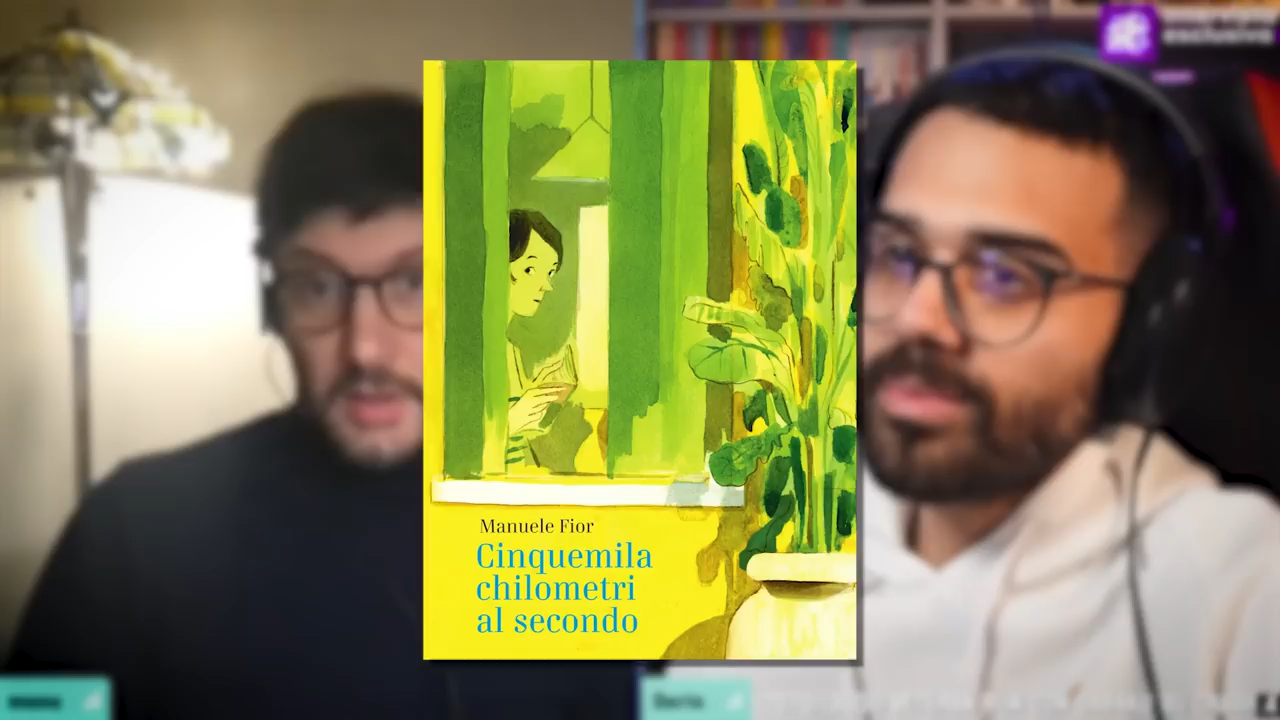 Manuele Fior
Cinquemila
chilometri
al secondo